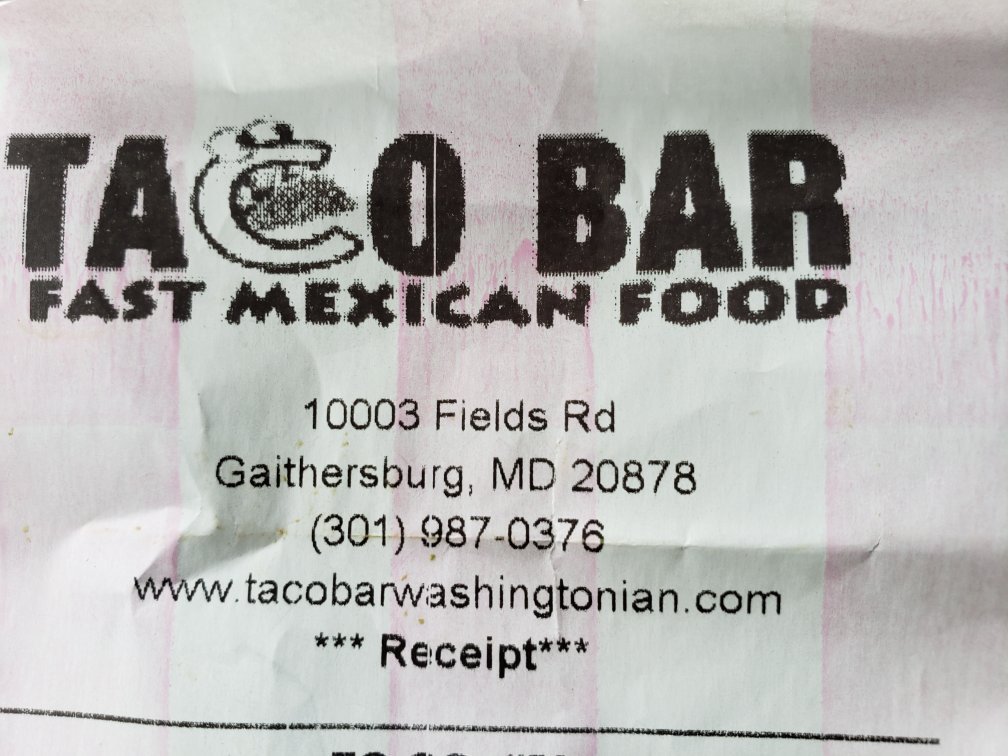 TACO BAR
FAST MEXICAN FOOD
10003 Fields Rd
Gaithersburg, MD 20878
(301) 987-0376
www.tacobarwashingtonian.com
*** Receipt***